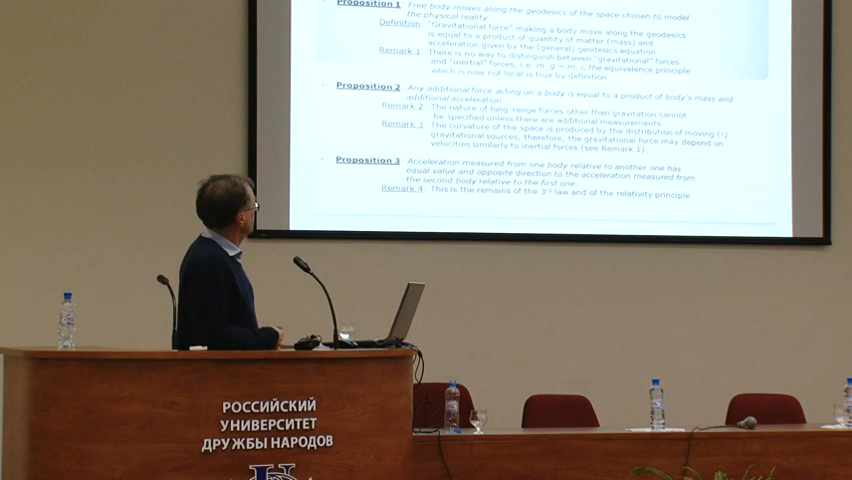 Proposition 1 Free body moves along the geodesics of the space chosen to model
the physical reality.
Definition: "Gravitational force" making a body move along the geodesics
is equal to a product of quantity of matter (mass) and
acceleration given by the (general) geodesics equation
Remark 1: There is no way to distinguish between "gravitational" forces
and "inertial" forces, i.e. m_g = m_i, the equivalence principle
which is now not local is true by definition.
Proposition 2. Any additional force acting on a body is equal to a product of body's mass and
additional acceleration
Remark 2: The nature of long-range forces other than gravitation cannot
be specified unless there are additional measurements.
Remark 3: The curvature of the space is produced by the distribution of moving (!)
gravitational sources, therefore, the gravitational force may depend on
velocities similarly to inertial forces (see Remark 1).
Proposition 3 Acceleration measured from one body relative to another one has
equal value and opposite direction to the acceleration measured from
the second body relative to the first one.
Remark 4: This is the remains of the 3rd law and of the relativity principle
РОССИЙСКИЙ
УНИВЕРСИТЕТ
ДРУЖБЫ НАРОДОВ